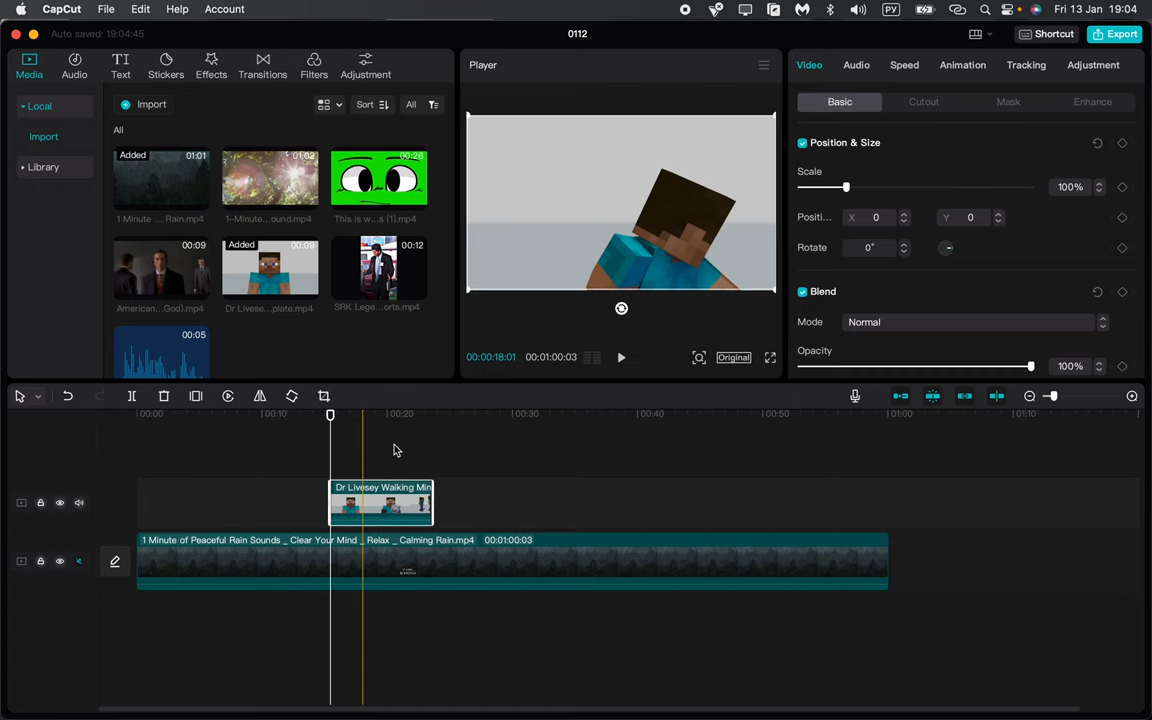 CapCut File Edit Help Account РУ Fri 13 Jan 19:04
Auto saved: 19:04:45 0112 Shortcut Export
Media Audio Text Stickers Effects Transitions Filters Adjustment
Local
Import
Library
Import Sort All
All
Added 01:01
1 Minute ... Rain.mp4
01:02
1-Minute...ound.mp4
00:26
This is w...s (1).mp4
00:09
American...God).mp4
Added 00:09
Dr Livese...plate.mp4
00:12
SRK Lege...orts.mp4
00:05
Player
00:00:18:01 00:01:00:03 Original
Video Audio Speed Animation Tracking Adjustment
Basic Cutout Mask Enhance
Position & Size
Scale
100%
Positi... X 0 Y 0
Rotate 0°
Blend
Mode Normal
Opacity
100%
00:00 00:10 00:20 00:30 00:40 00:50 01:00 01:10
Dr Livesey Walking Min
1 Minute of Peaceful Rain Sounds _ Clear Your Mind _ Relax _ Calming Rain.mp4 00:01:00:03